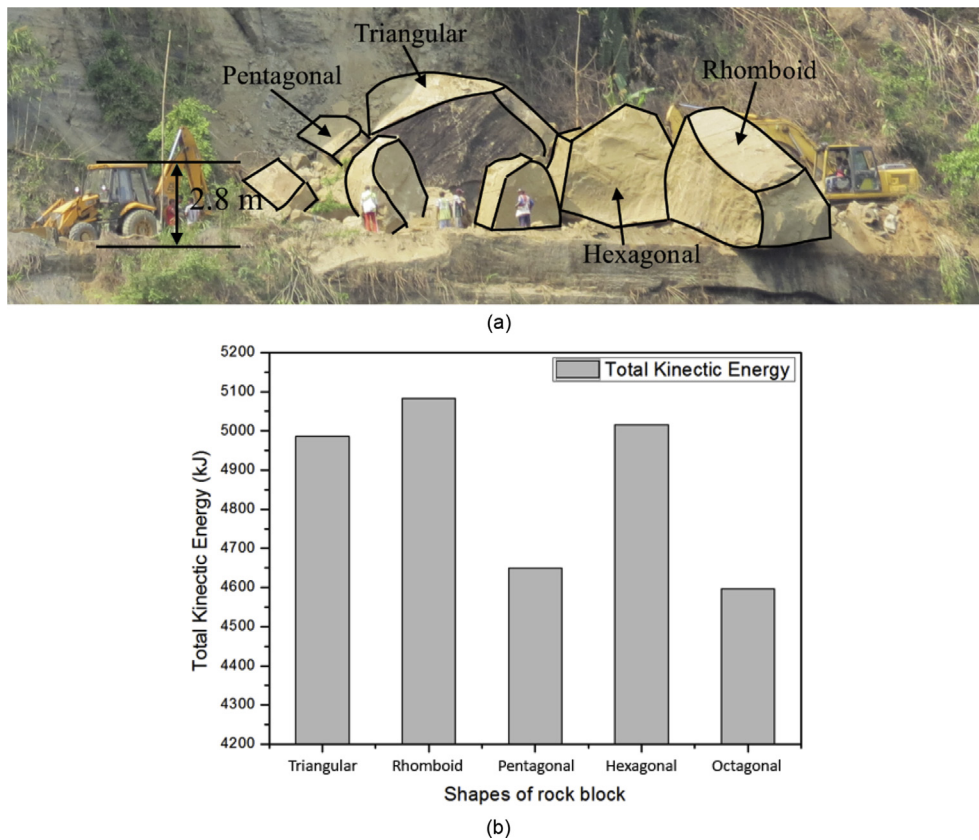 Triangular
Pentagonal
Rhomboid
2.8 m
Hexagonal
(a)
5200
5100
5000
4900
4800
4700
4600
4500
4400
4300
4200
Total Kinectic Energy (kJ)
Total Kinectic Energy
Triangular Rhomboid Pentagonal Hexagonal Octagonal
Shapes of rock block
(b)